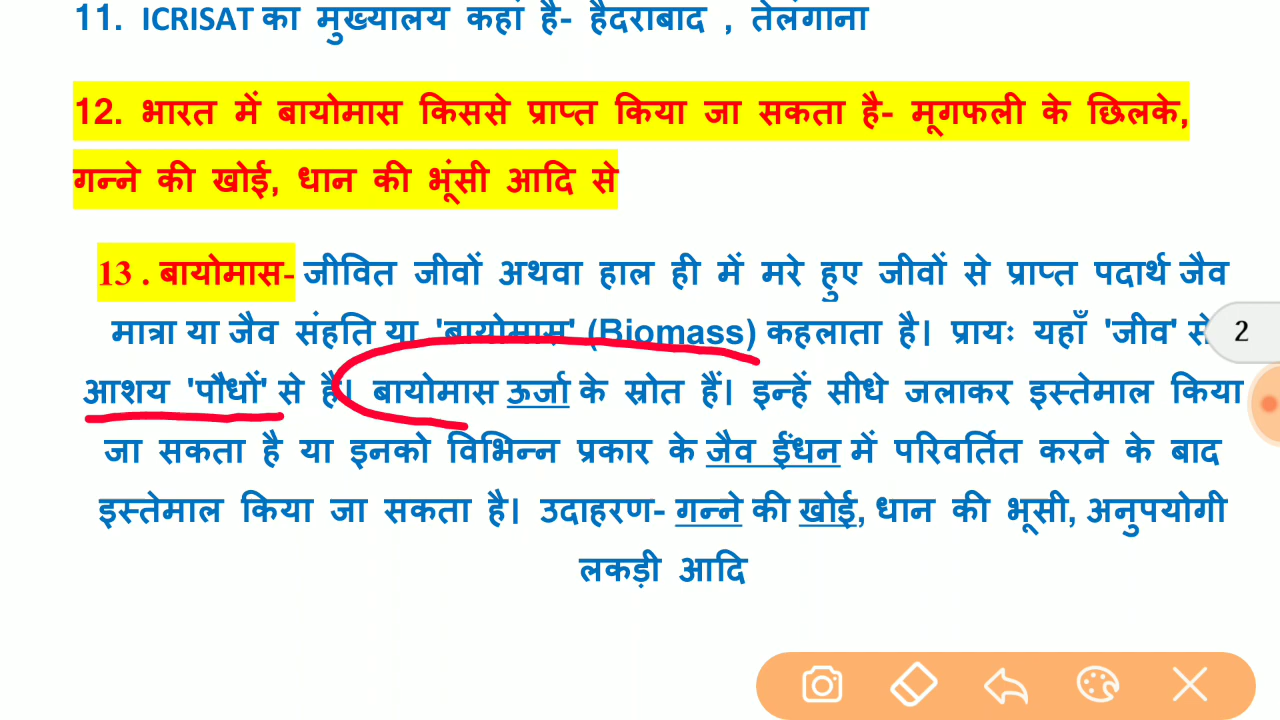 11. ICRISAT का मुख्यालय कहां है- हैदराबाद , तेलंगाना
12. भारत में बायोमास किससे प्राप्त किया जा सकता है- मूगफली के छिलके,
गन्ने की खोई, धान की भूंसी आदि से
13 . बायोमास- जीवित जीवों अथवा हाल ही में मरे हुए जीवों से प्राप्त पदार्थ जैव
मात्रा या जैव संहति या 'बायोमास' (Biomass) कहलाता है। प्रायः यहाँ 'जीव' से
2
आशय 'पौधों' से है। बायोमास ऊर्जा के स्रोत हैं। इन्हें सीधे जलाकर इस्तेमाल किया
जा सकता है या इनको विभिन्न प्रकार के जैव ईंधन में परिवर्तित करने के बाद
इस्तेमाल किया जा सकता है। उदाहरण- गन्ने की खोई, धान की भूसी, अनुपयोगी
लकड़ी आदि